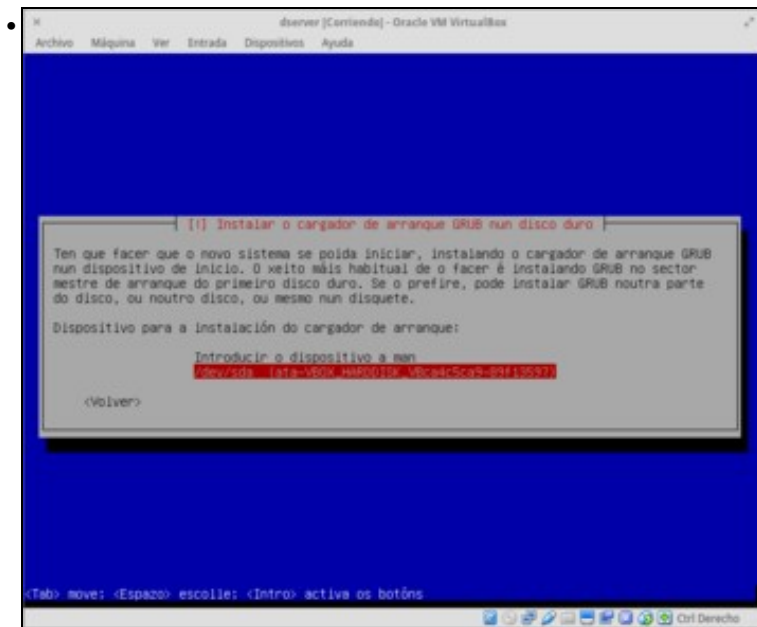 dserver [Corriendo] - Oracle VM VirtualBox
Archivo Máquina Ver Entrada Dispositivos Ayuda
[!] Instalar o cargador de arranque GRUB nun disco duro
Ten que facer que o novo sistema se poida iniciar, instalando o cargador de arranque GRUB
nun dispositivo de inicio. O xeito máis habitual de o facer é instalando GRUB no sector
mestre de arranque do primeiro disco duro. Se o prefire, pode instalar GRUB noutra parte
do disco, ou noutro disco, ou mesmo nun disquete.
Dispositivo para a instalación do cargador de arranque:
Introducir o dispositivo a man
/dev/sda (ata-VBOX_HARDDISK_VBca4c5ca9-89f13597)
<Volver>
<Tab> move; <Espazo> escolle; <Intro> activa os botóns
Ctrl Derecho